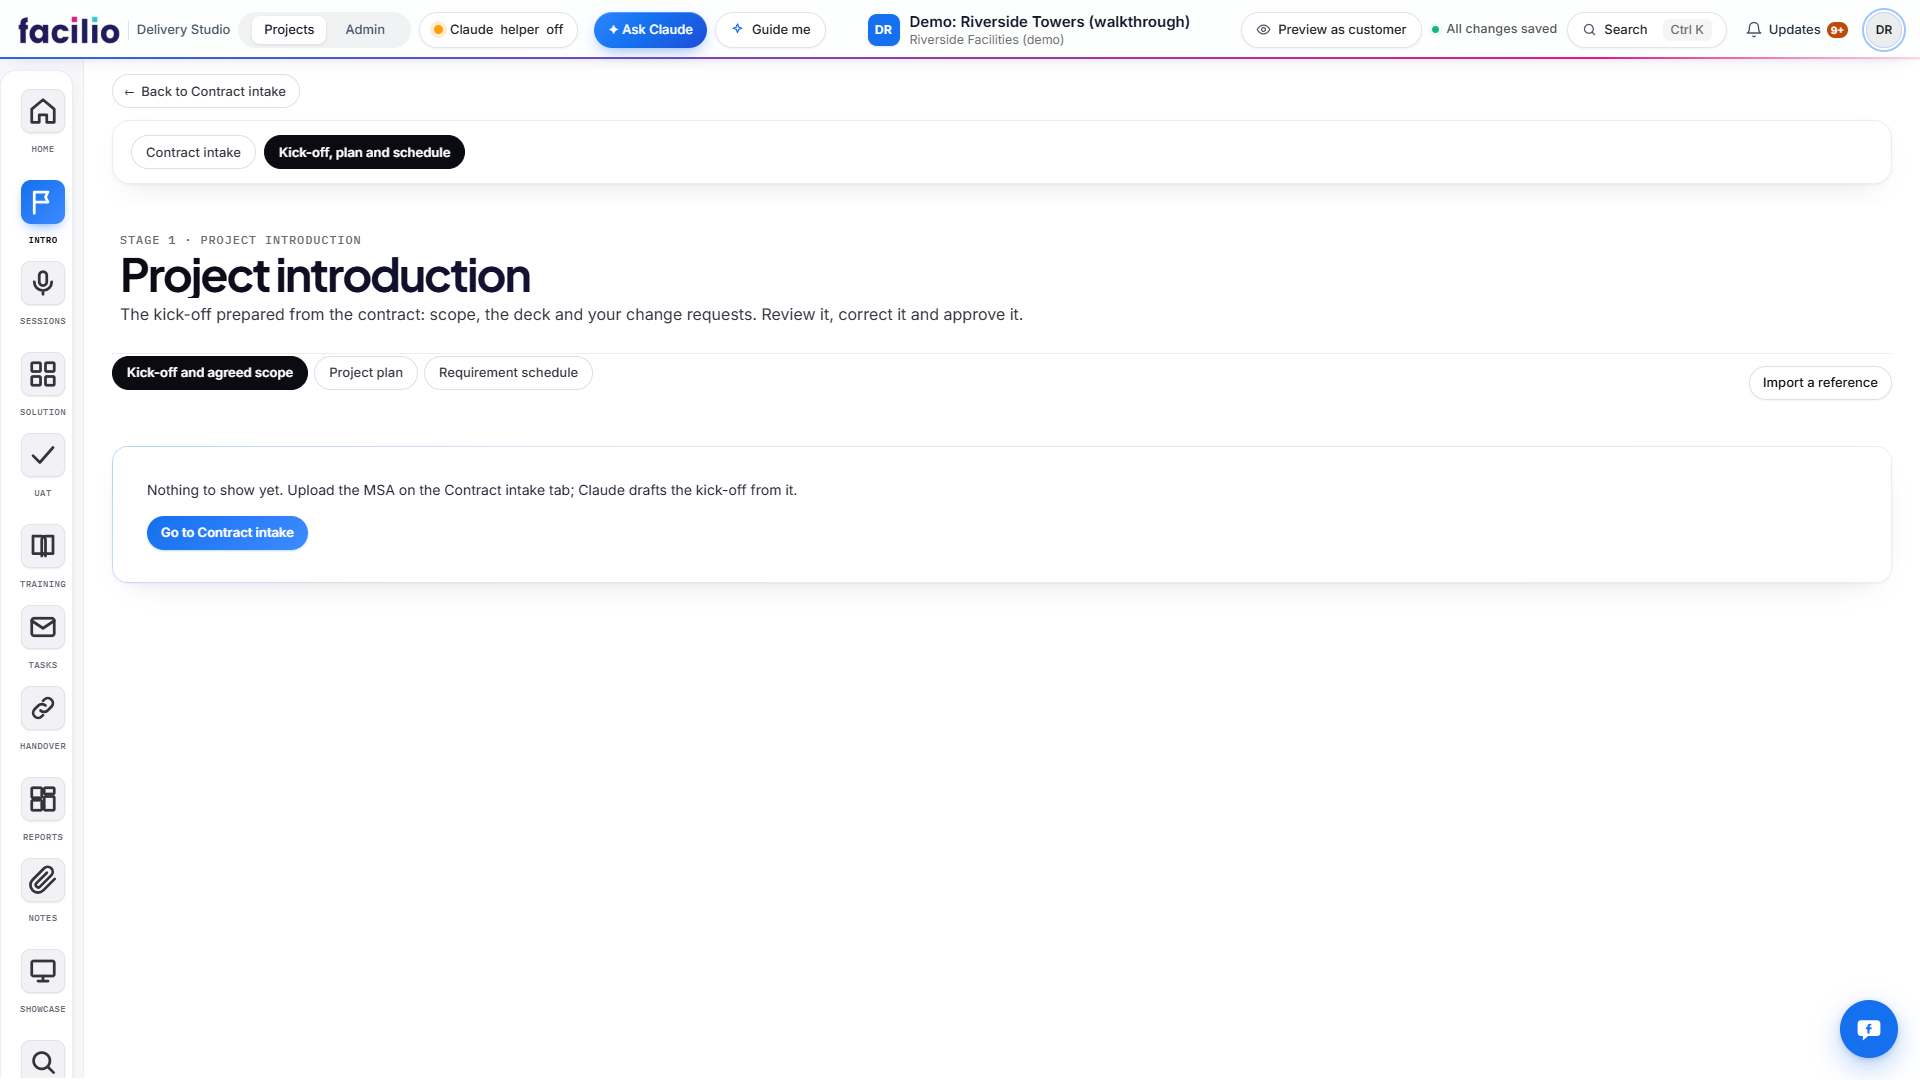 facilio Delivery Studio Projects Admin Claude helper off Ask Claude Guide me DR Demo: Riverside Towers (walkthrough) Preview as customer All changes saved Search Ctrl K Updates 9+ DR
Riverside Facilities (demo)
← Back to Contract intake
Contract intake Kick-off, plan and schedule
HOME
INTRO
SESSIONS
SOLUTION
UAT
TRAINING
TASKS
HANDOVER
REPORTS
NOTES
SHOWCASE
STAGE 1 · PROJECT INTRODUCTION
Project introduction
The kick-off prepared from the contract: scope, the deck and your change requests. Review it, correct it and approve it.
Kick-off and agreed scope Project plan Requirement schedule Import a reference
Nothing to show yet. Upload the MSA on the Contract intake tab; Claude drafts the kick-off from it.
Go to Contract intake